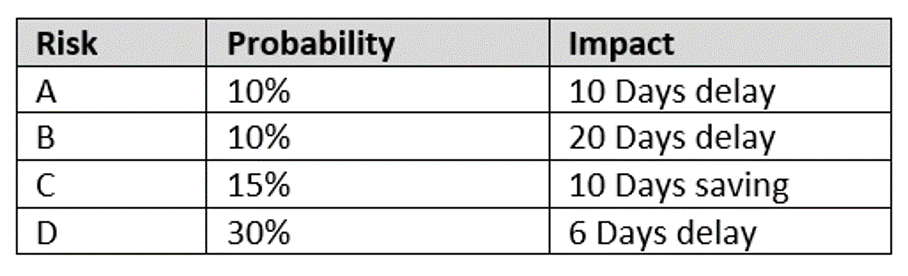 Risk Probability Impact
A 10% 10 Days delay
B 10% 20 Days delay
C 15% 10 Days saving
D 30% 6 Days delay